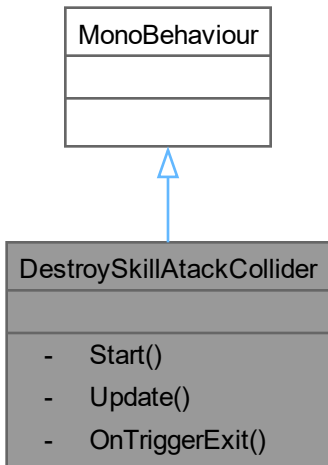 MonoBehaviour
DestroySkillAtackCollider
- Start()
- Update()
- OnTriggerExit()